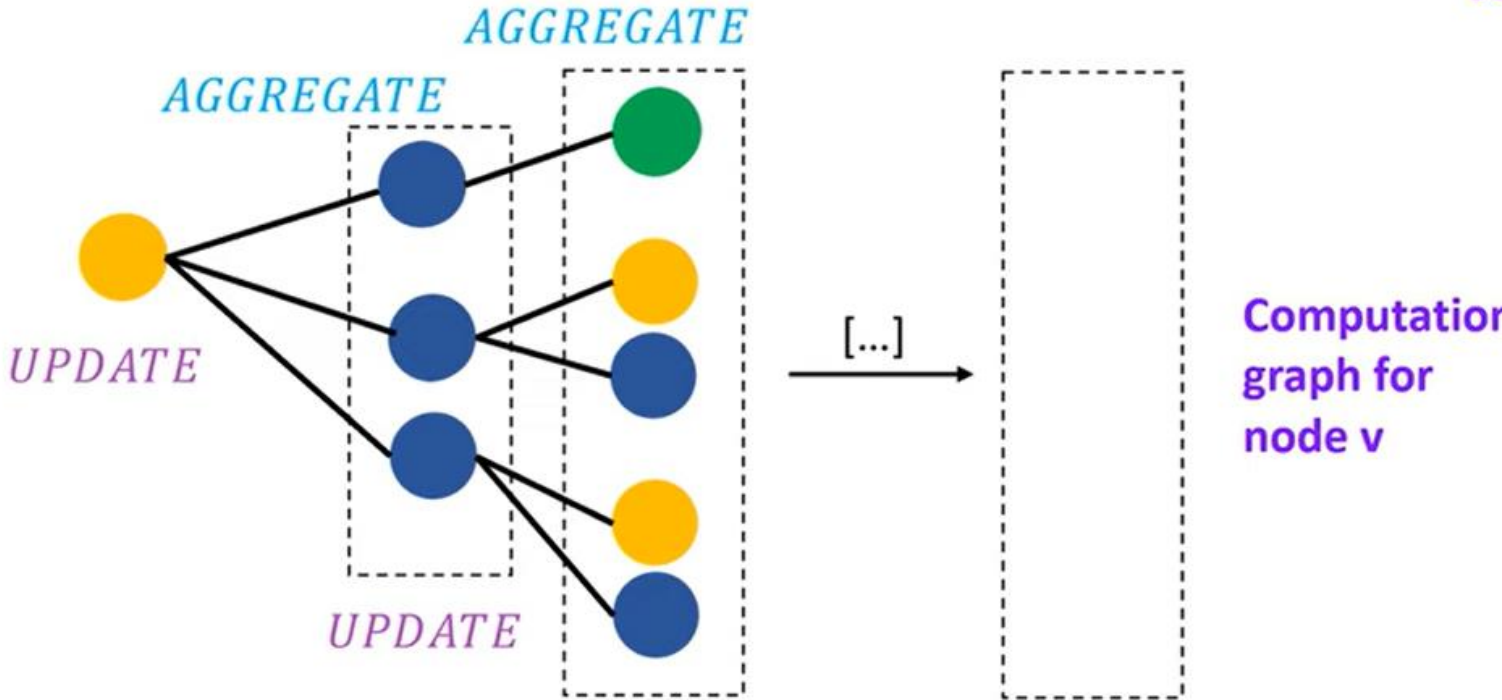 AGGREGATE
AGGREGATE
UPDATE
UPDATE
[...]
Computation
graph for
node v